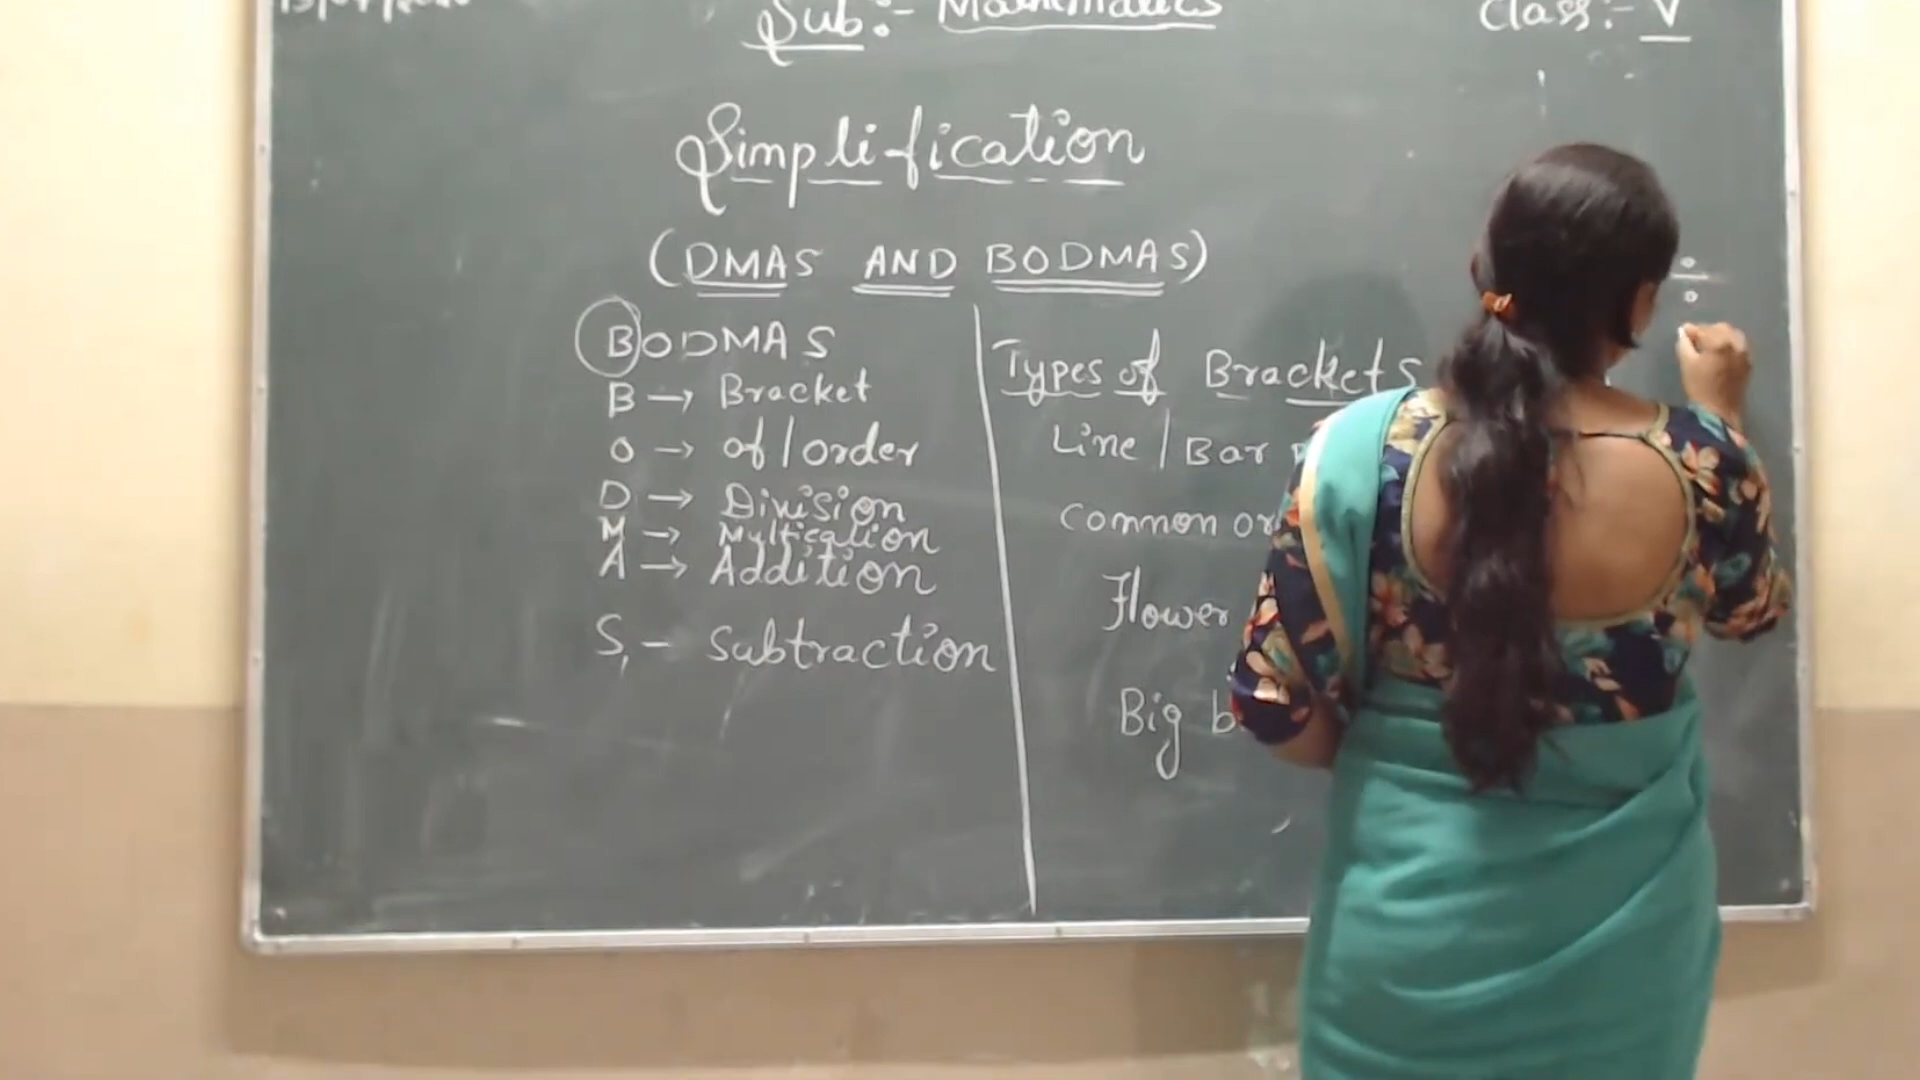 Sub:- Mathematics
Class:- V
Simplification
(DMAS AND BODMAS)
BODMAS
B → Bracket
O → of/order
D → Division
M → Multication
A → Addition
S, - Subtraction
Types of Brackets
Line / Bar
common or
Flower
Big
÷